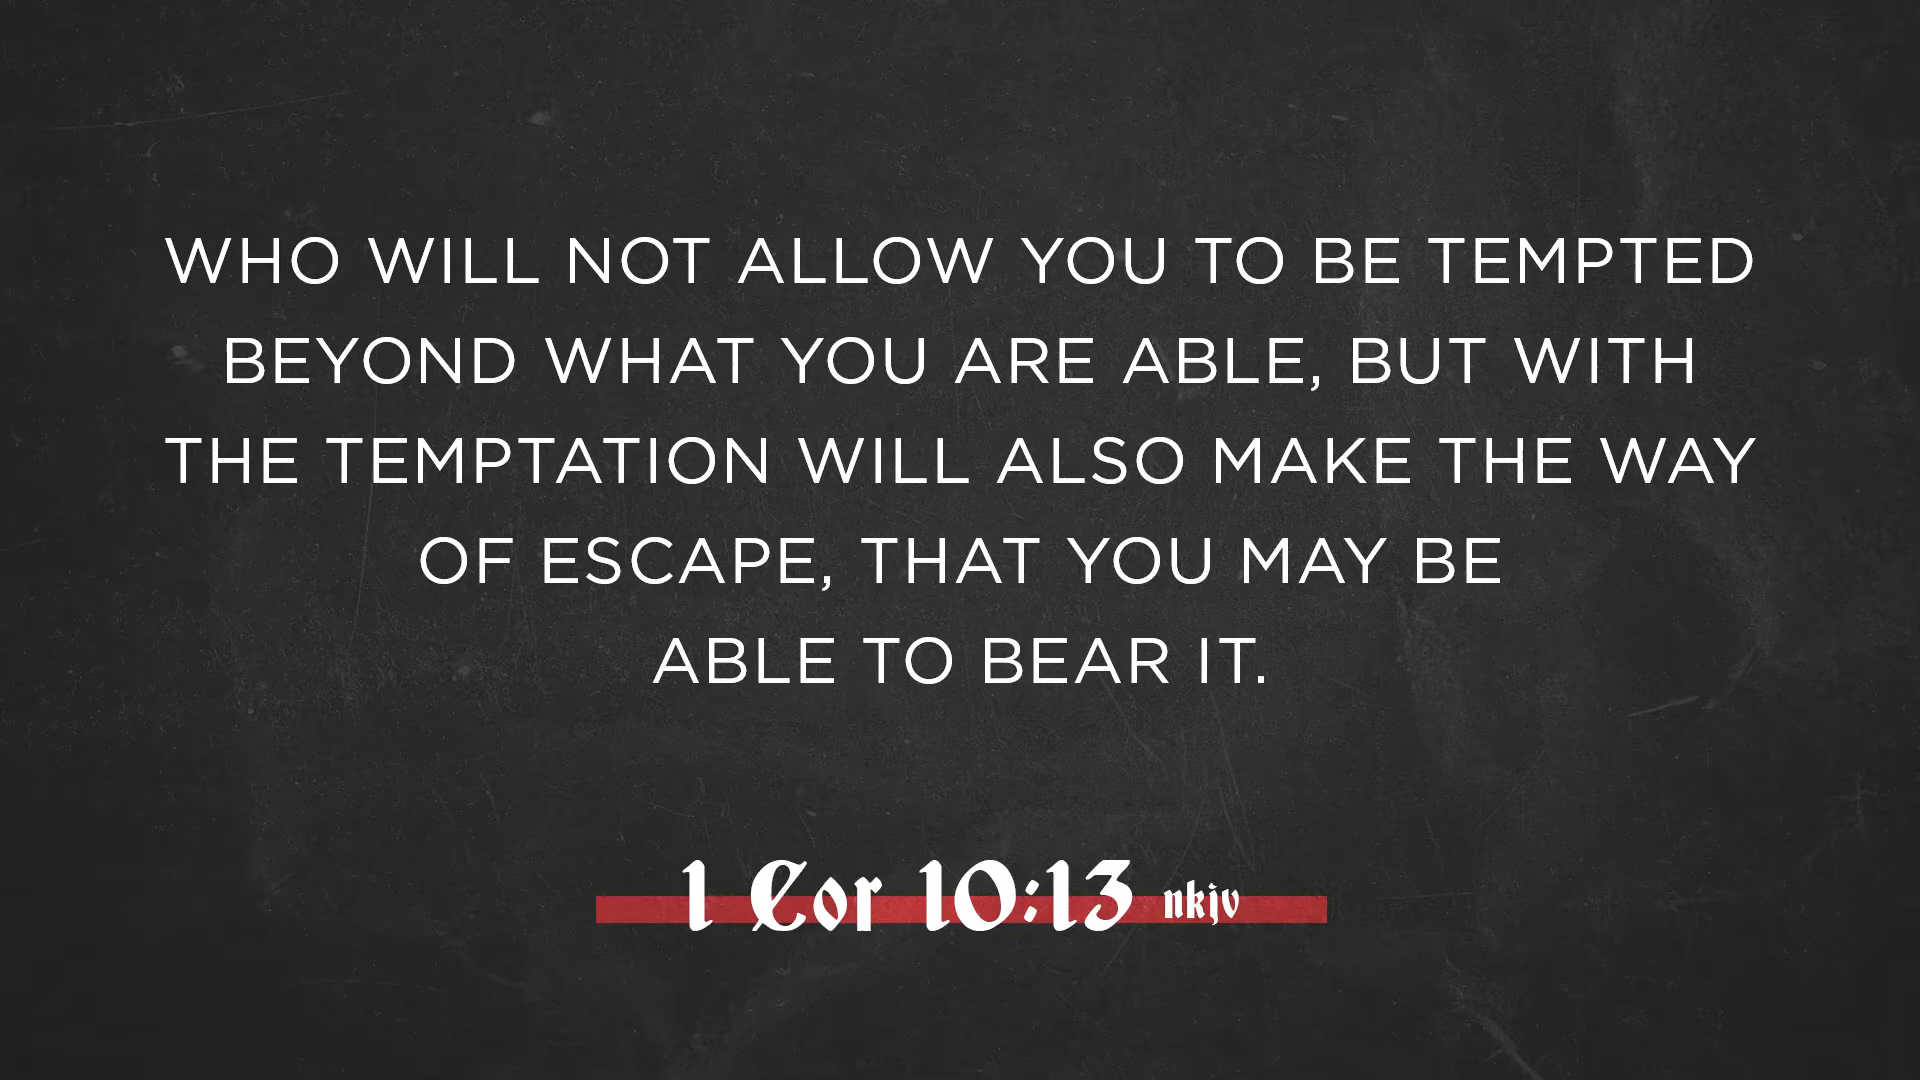 WHO WILL NOT ALLOW YOU TO BE TEMPTED
BEYOND WHAT YOU ARE ABLE, BUT WITH
THE TEMPTATION WILL ALSO MAKE THE WAY
OF ESCAPE, THAT YOU MAY BE
ABLE TO BEAR IT.
1 Cor 10:13 nkjv